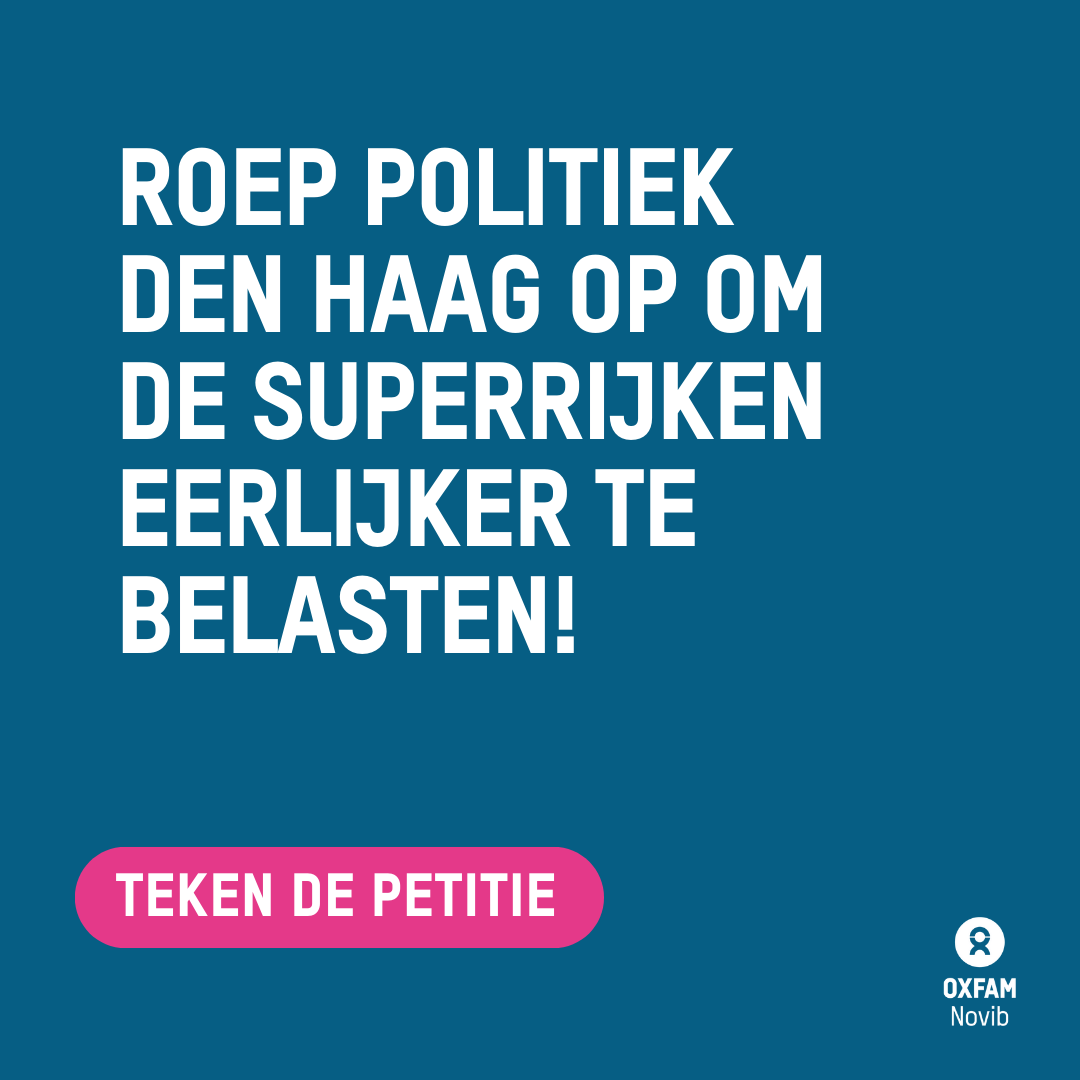 ROEP POLITIEK
DEN HAAG OP OM
DE SUPERRIJKEN
EERLIJKER TE
BELASTEN!
TEKEN DE PETITIE
OXFAM
Novib